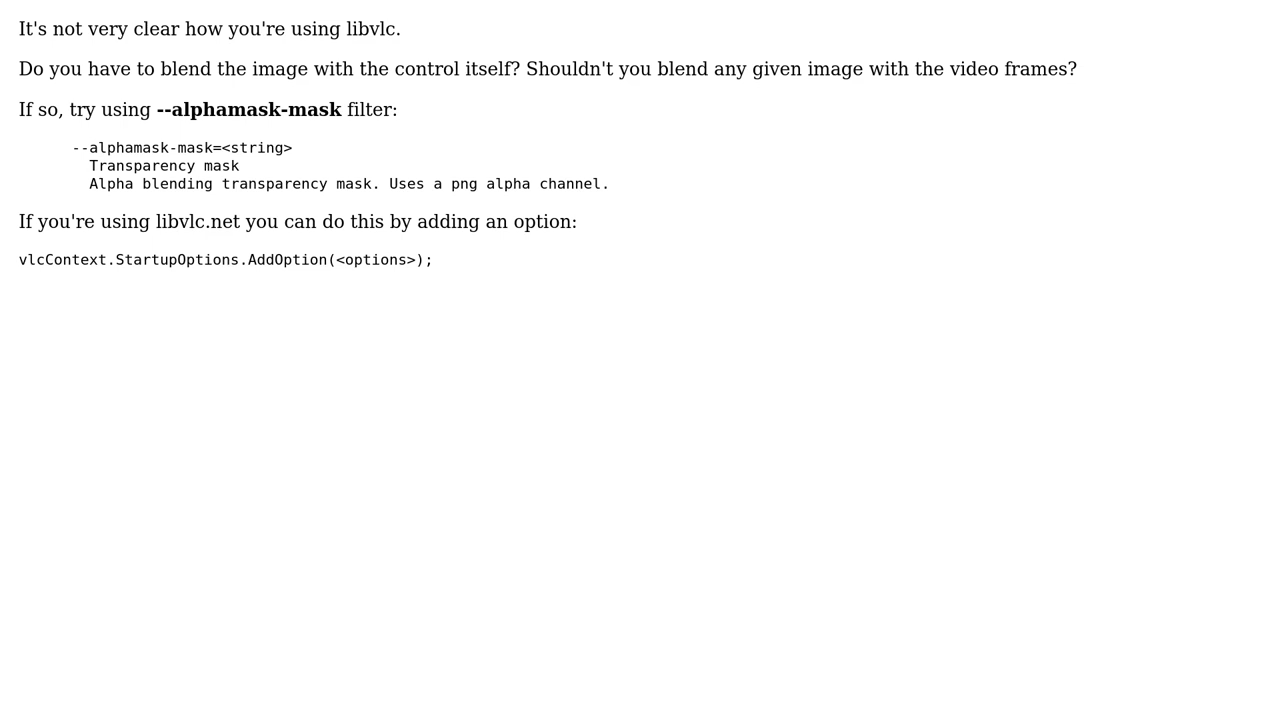 It's not very clear how you're using libvlc.
Do you have to blend the image with the control itself? Shouldn't you blend any given image with the video frames?
If so, try using --alphamask-mask filter:
--alphamask-mask=<string>
Transparency mask
Alpha blending transparency mask. Uses a png alpha channel.
If you're using libvlc.net you can do this by adding an option:
vlcContext.StartupOptions.AddOption(<options>);